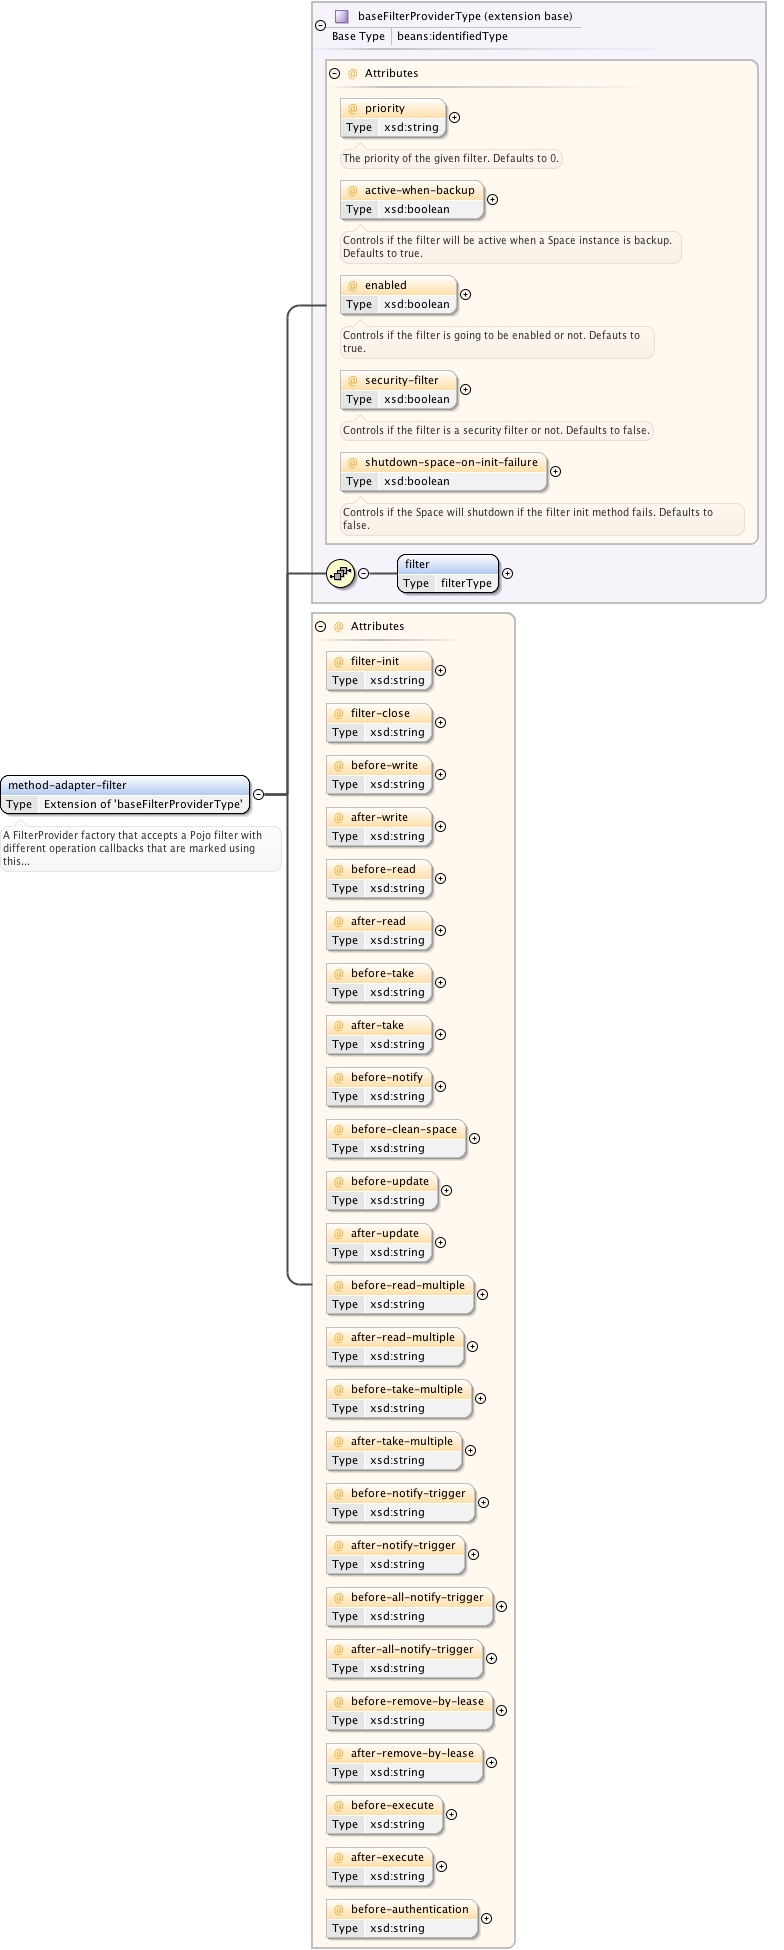 baseFilterProviderType (extension base)
Base Type beans:identifiedType
@ Attributes
@ priority
Type xsd:string
The priority of the given filter. Defaults to 0.
@ active-when-backup
Type xsd:boolean
Controls if the filter will be active when a Space instance is backup.
Defaults to true.
@ enabled
Type xsd:boolean
Controls if the filter is going to be enabled or not. Defauts to
true.
@ security-filter
Type xsd:boolean
Controls if the filter is a security filter or not. Defaults to false.
@ shutdown-space-on-init-failure
Type xsd:boolean
Controls if the Space will shutdown if the filter init method fails. Defaults to
false.
filter
Type filterType
method-adapter-filter
Type Extension of 'baseFilterProviderType'
A FilterProvider factory that accepts a Pojo filter with
different operation callbacks that are marked using
this...
@ Attributes
@ filter-init
Type xsd:string
@ filter-close
Type xsd:string
@ before-write
Type xsd:string
@ after-write
Type xsd:string
@ before-read
Type xsd:string
@ after-read
Type xsd:string
@ before-take
Type xsd:string
@ after-take
Type xsd:string
@ before-notify
Type xsd:string
@ before-clean-space
Type xsd:string
@ before-update
Type xsd:string
@ after-update
Type xsd:string
@ before-read-multiple
Type xsd:string
@ after-read-multiple
Type xsd:string
@ before-take-multiple
Type xsd:string
@ after-take-multiple
Type xsd:string
@ before-notify-trigger
Type xsd:string
@ after-notify-trigger
Type xsd:string
@ before-all-notify-trigger
Type xsd:string
@ after-all-notify-trigger
Type xsd:string
@ before-remove-by-lease
Type xsd:string
@ after-remove-by-lease
Type xsd:string
@ before-execute
Type xsd:string
@ after-execute
Type xsd:string
@ before-authentication
Type xsd:string